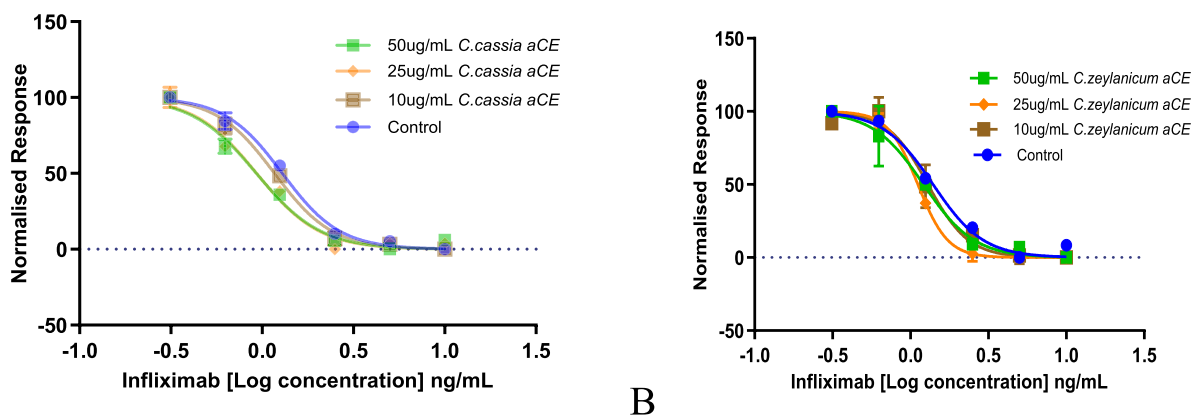 150
100
50
0
-50
-1.0 -0.5 0.0 0.5 1.0 1.5
Normalised Response
Infliximab [Log concentration] ng/mL
50ug/mL C.cassia aCE
25ug/mL C.cassia aCE
10ug/mL C.cassia aCE
Control
B
150
100
50
0
-50
-1.0 -0.5 0.0 0.5 1.0 1.5
Normalised Response
Infliximab [Log concentration] ng/mL
50ug/mL C.zeylanicum aCE
25ug/mL C.zeylanicum aCE
10ug/mL C.zeylanicum aCE
Control